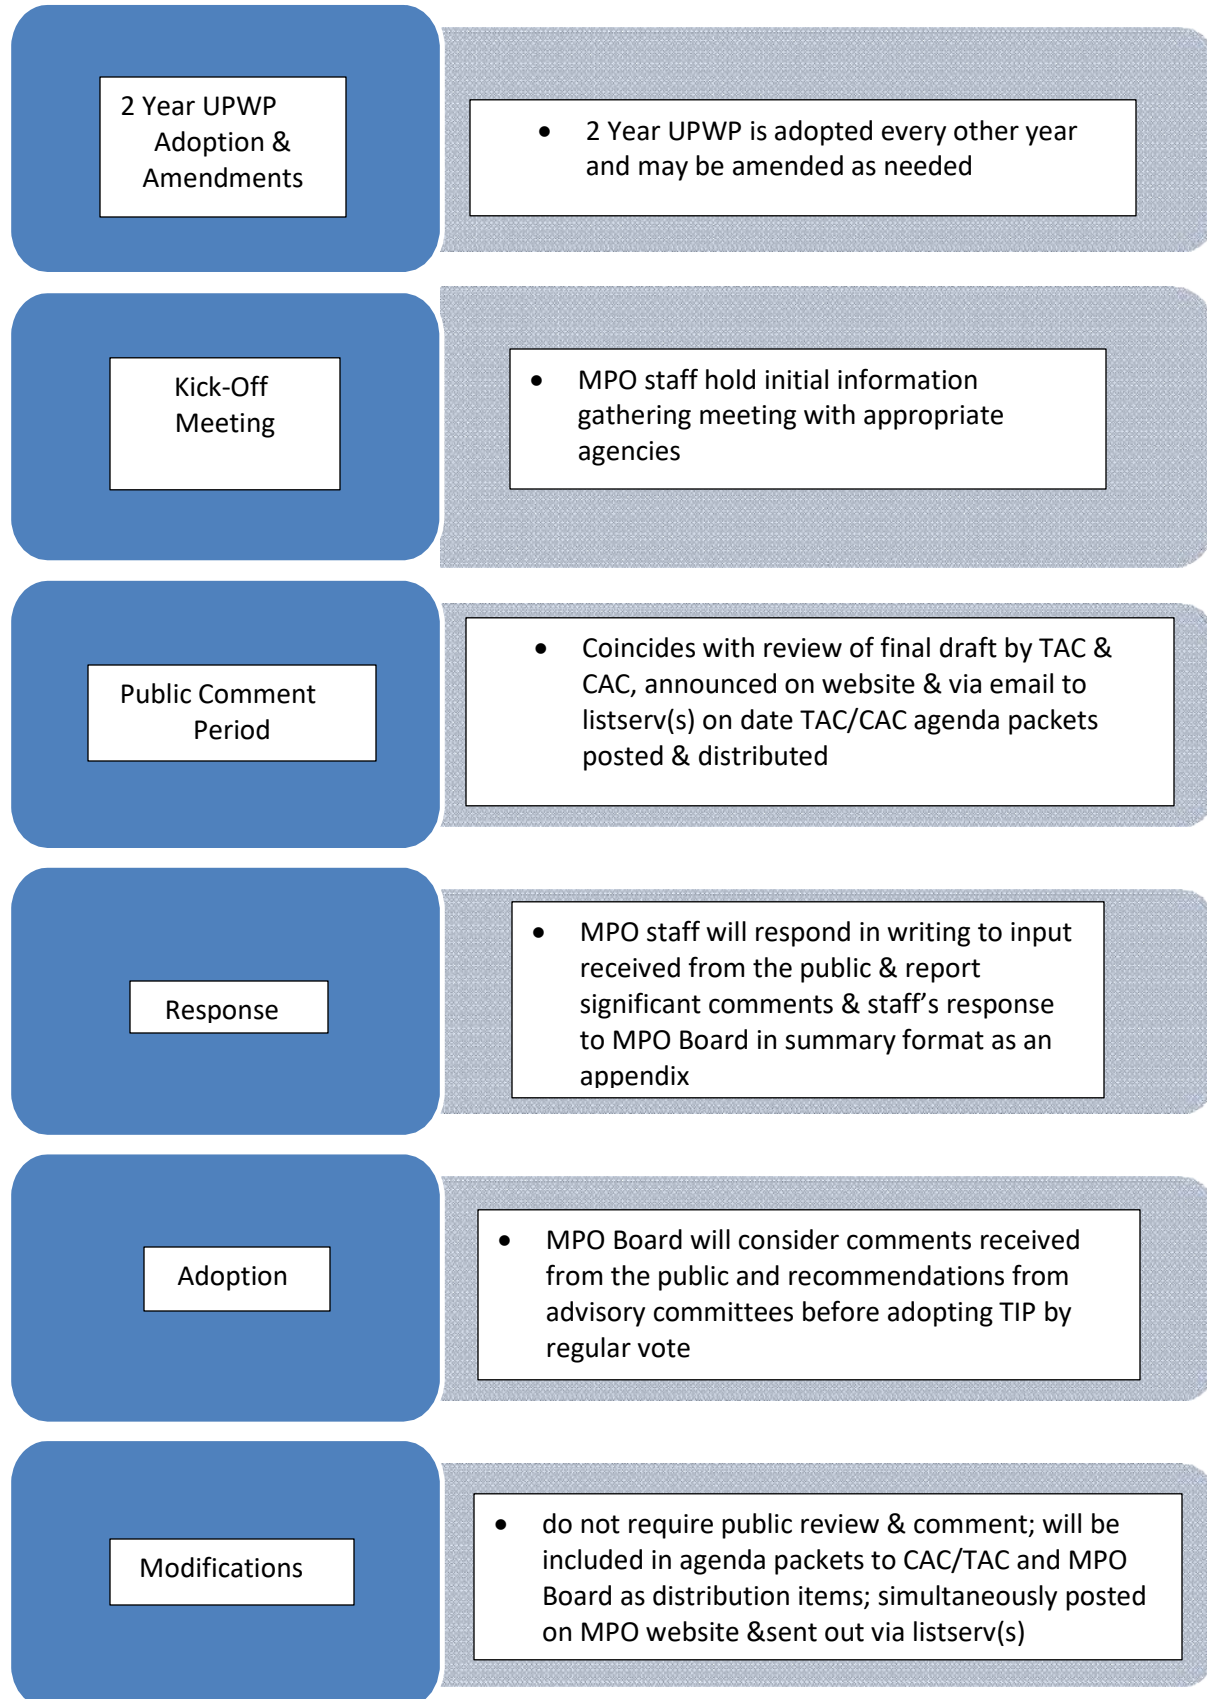 2 Year UPWP
Adoption &
Amendments
• 2 Year UPWP is adopted every other year
and may be amended as needed
Kick-Off
Meeting
• MPO staff hold initial information
gathering meeting with appropriate
agencies
Public Comment
Period
• Coincides with review of final draft by TAC &
CAC, announced on website & via email to
listserv(s) on date TAC/CAC agenda packets
posted & distributed
Response
• MPO staff will respond in writing to input
received from the public & report
significant comments & staff’s response
to MPO Board in summary format as an
appendix
Adoption
• MPO Board will consider comments received
from the public and recommendations from
advisory committees before adopting TIP by
regular vote
Modifications
• do not require public review & comment; will be
included in agenda packets to CAC/TAC and MPO
Board as distribution items; simultaneously posted
on MPO website &sent out via listserv(s)